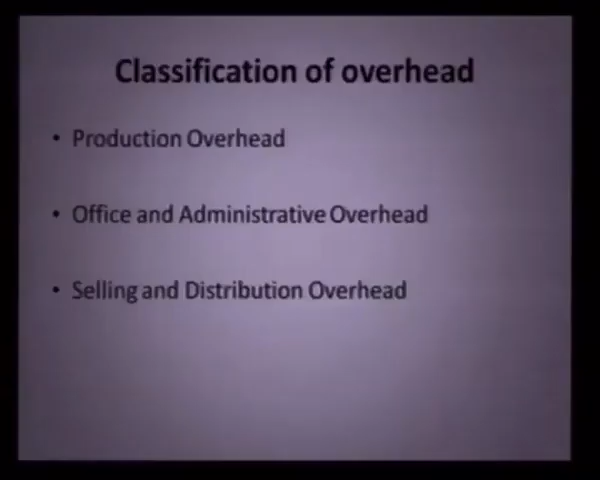 Classification of overhead
• Production Overhead
• Office and Administrative Overhead
• Selling and Distribution Overhead